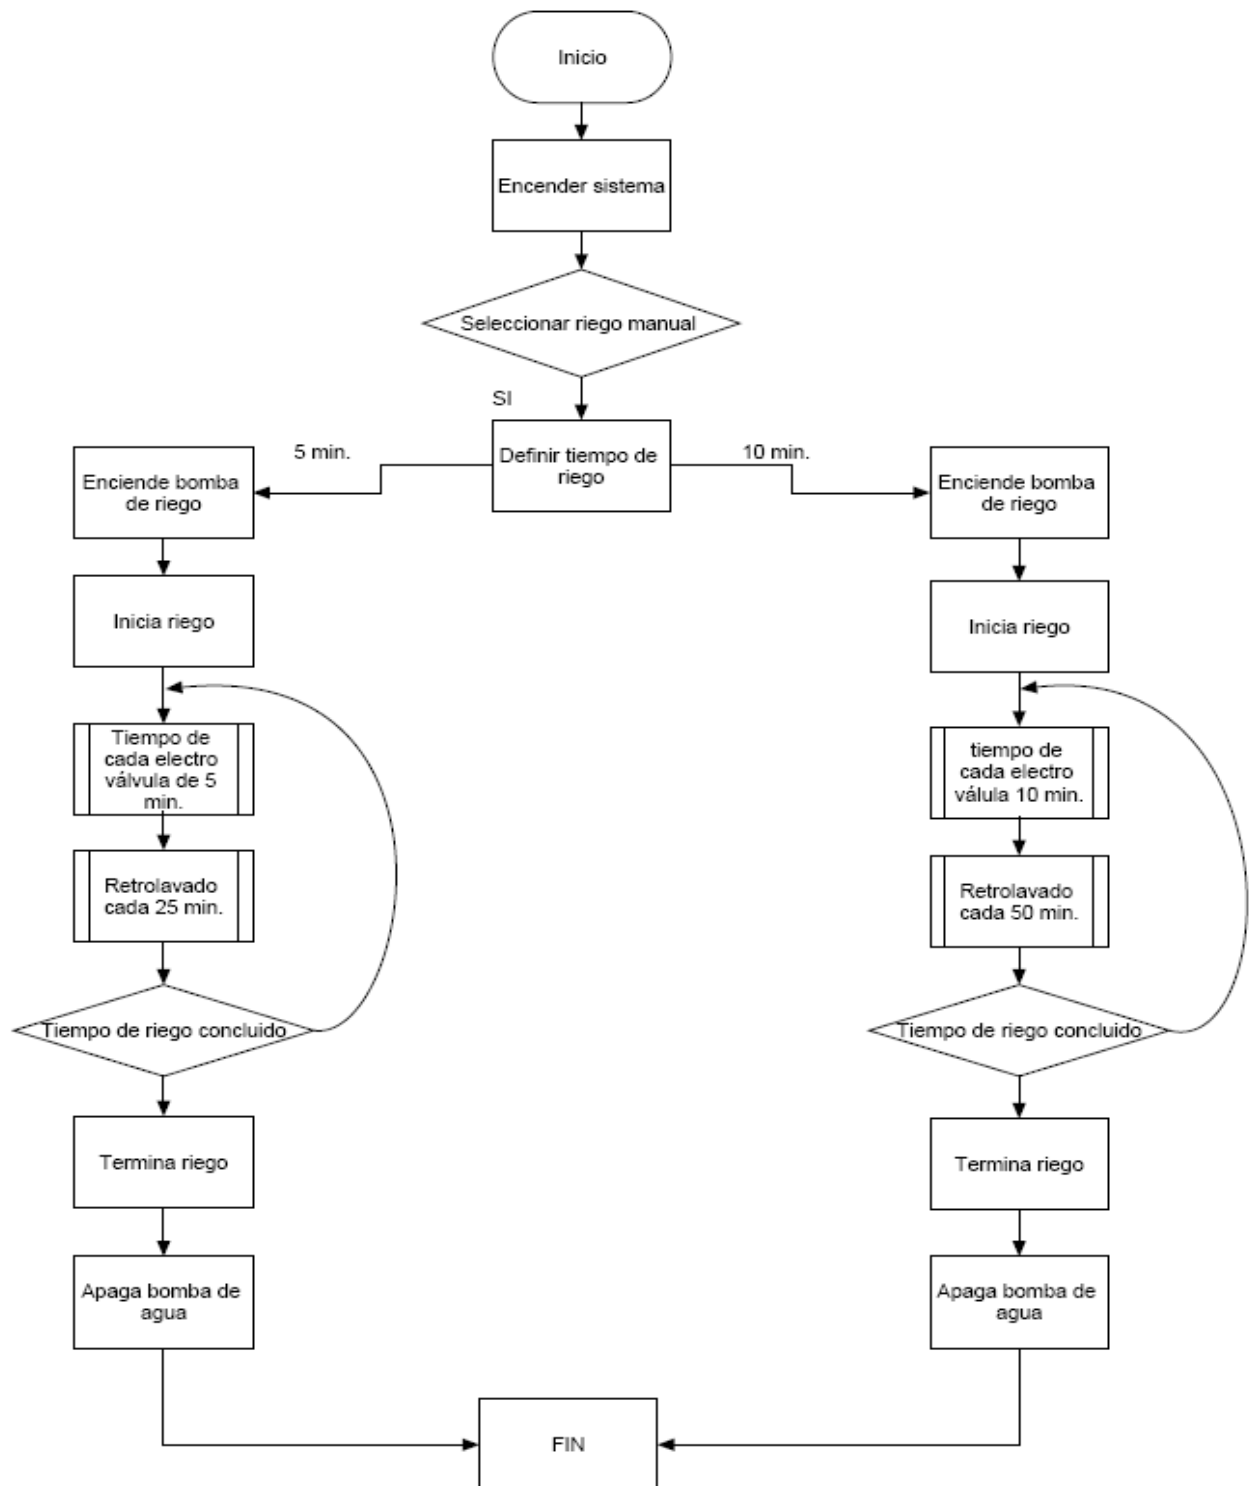 Inicio
Encender sistema
Seleccionar riego manual
SI
5 min.
Definir tiempo de
riego
10 min.
Enciende bomba
de riego
Inicia riego
Tiempo de
cada electro
válvula de 5
min.
Retrolavado
cada 25 min.
Tiempo de riego concluido
Termina riego
Apaga bomba de
agua
Enciende bomba
de riego
Inicia riego
tiempo de
cada electro
válula 10 min.
Retrolavado
cada 50 min.
Tiempo de riego concluido
Termina riego
Apaga bomba de
agua
FIN